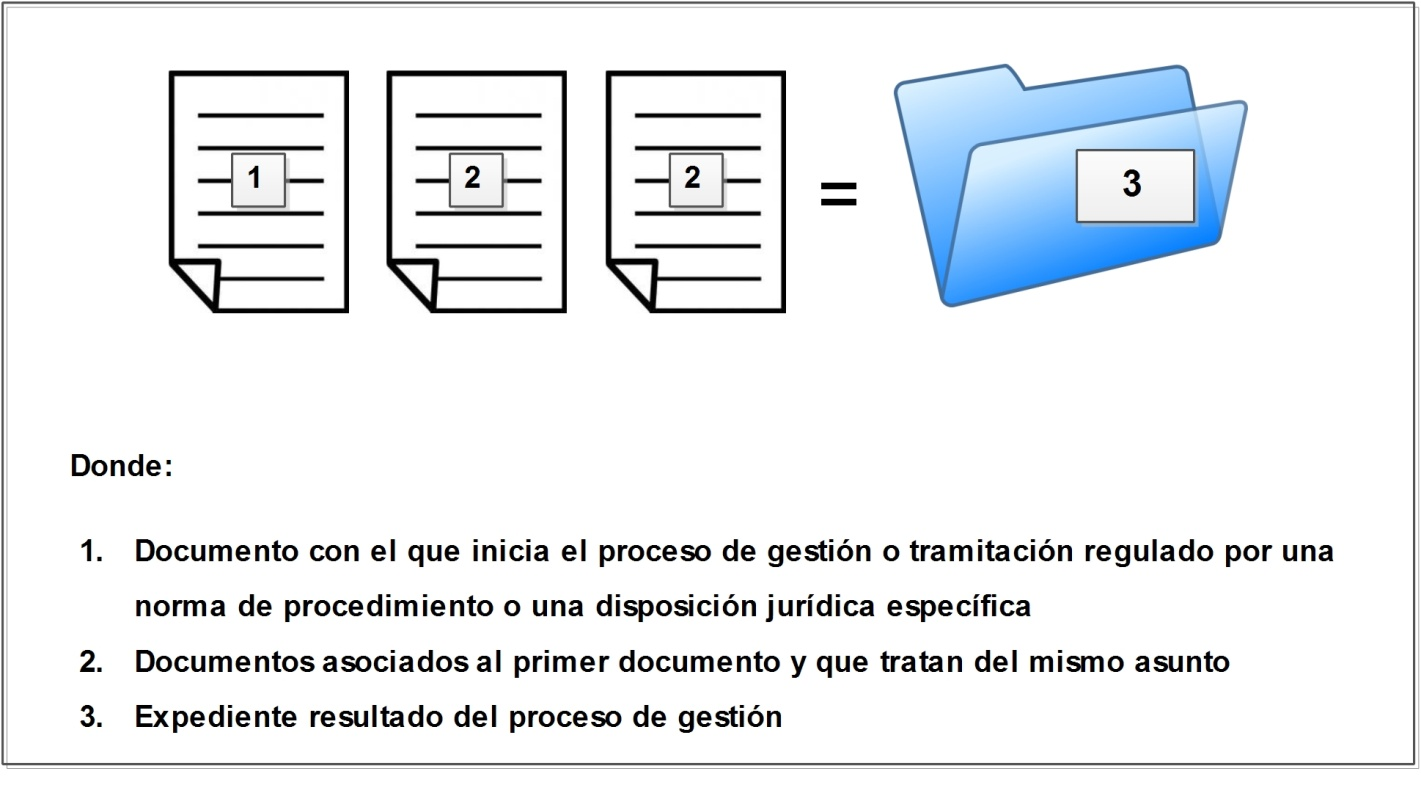 1 2 2 = 3
Donde:
1. Documento con el que inicia el proceso de gestión o tramitación regulado por una
norma de procedimiento o una disposición jurídica específica
2. Documentos asociados al primer documento y que tratan del mismo asunto
3. Expediente resultado del proceso de gestión